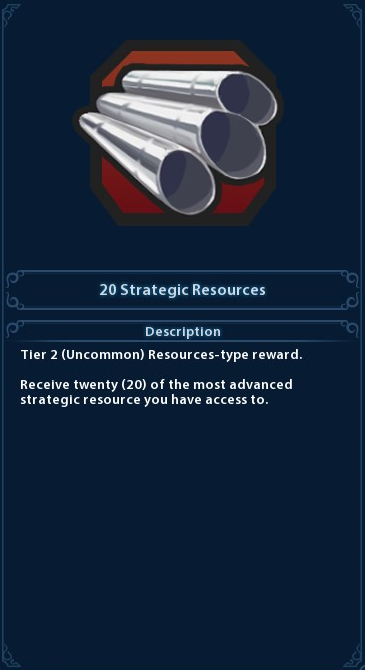 20 Strategic Resources
Description
Tier 2 (Uncommon) Resources-type reward.
Receive twenty (20) of the most advanced
strategic resource you have access to.